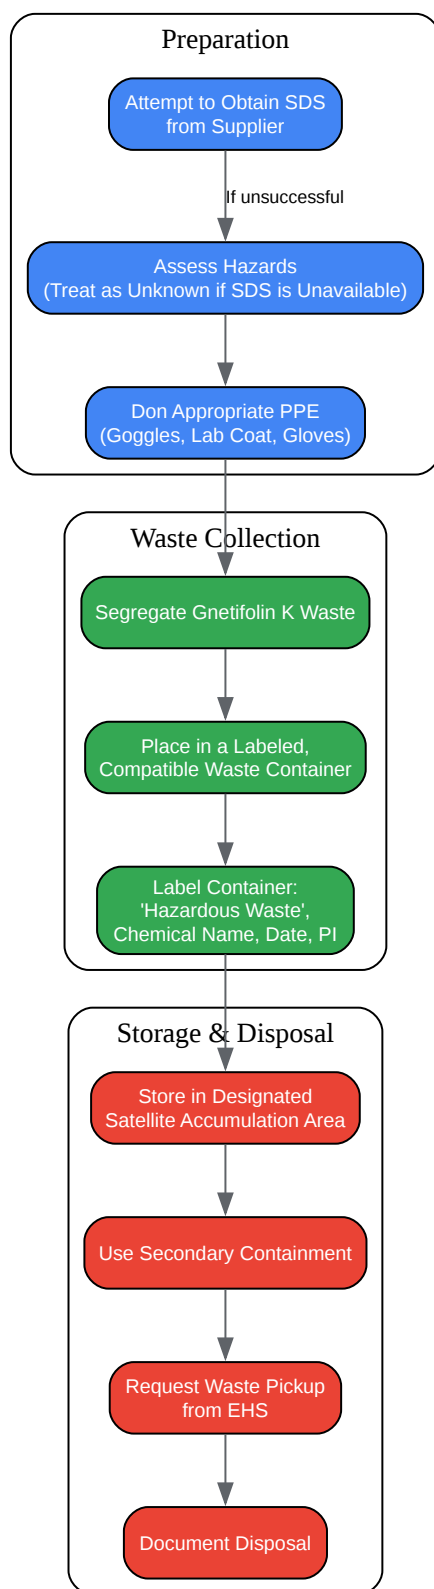 Preparation
Attempt to Obtain SDS
from Supplier
If unsuccessful
Assess Hazards
(Treat as Unknown if SDS is Unavailable)
Don Appropriate PPE
(Goggles, Lab Coat, Gloves)
Waste Collection
Segregate Gnetifolin K Waste
Place in a Labeled,
Compatible Waste Container
Label Container:
'Hazardous Waste',
Chemical Name, Date, PI
Storage & Disposal
Store in Designated
Satellite Accumulation Area
Use Secondary Containment
Request Waste Pickup
from EHS
Document Disposal